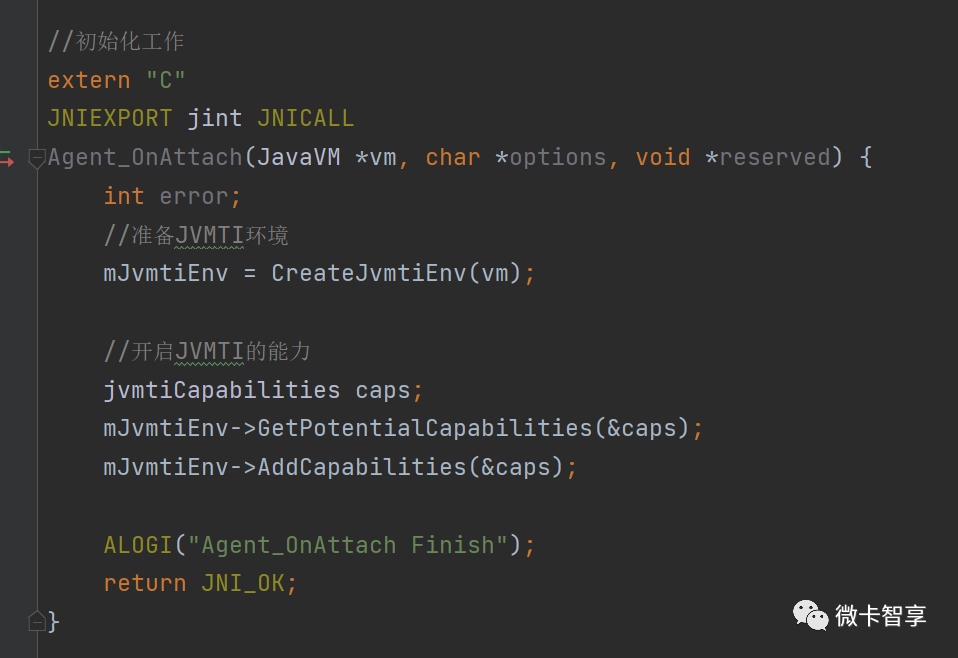 //初始化工作
extern "C"
JNIEXPORT jint JNICALL
Agent_OnAttach(JavaVM *vm, char *options, void *reserved) {
    int error;
    //准备JVMTI环境
    mJvmtiEnv = CreateJvmtiEnv(vm);

    //开启JVMTI的能力
    jvmtiCapabilities caps;
    mJvmtiEnv->GetPotentialCapabilities(&caps);
    mJvmtiEnv->AddCapabilities(&caps);

    ALOGI("Agent_OnAttach Finish");
    return JNI_OK;
}
微卡智享